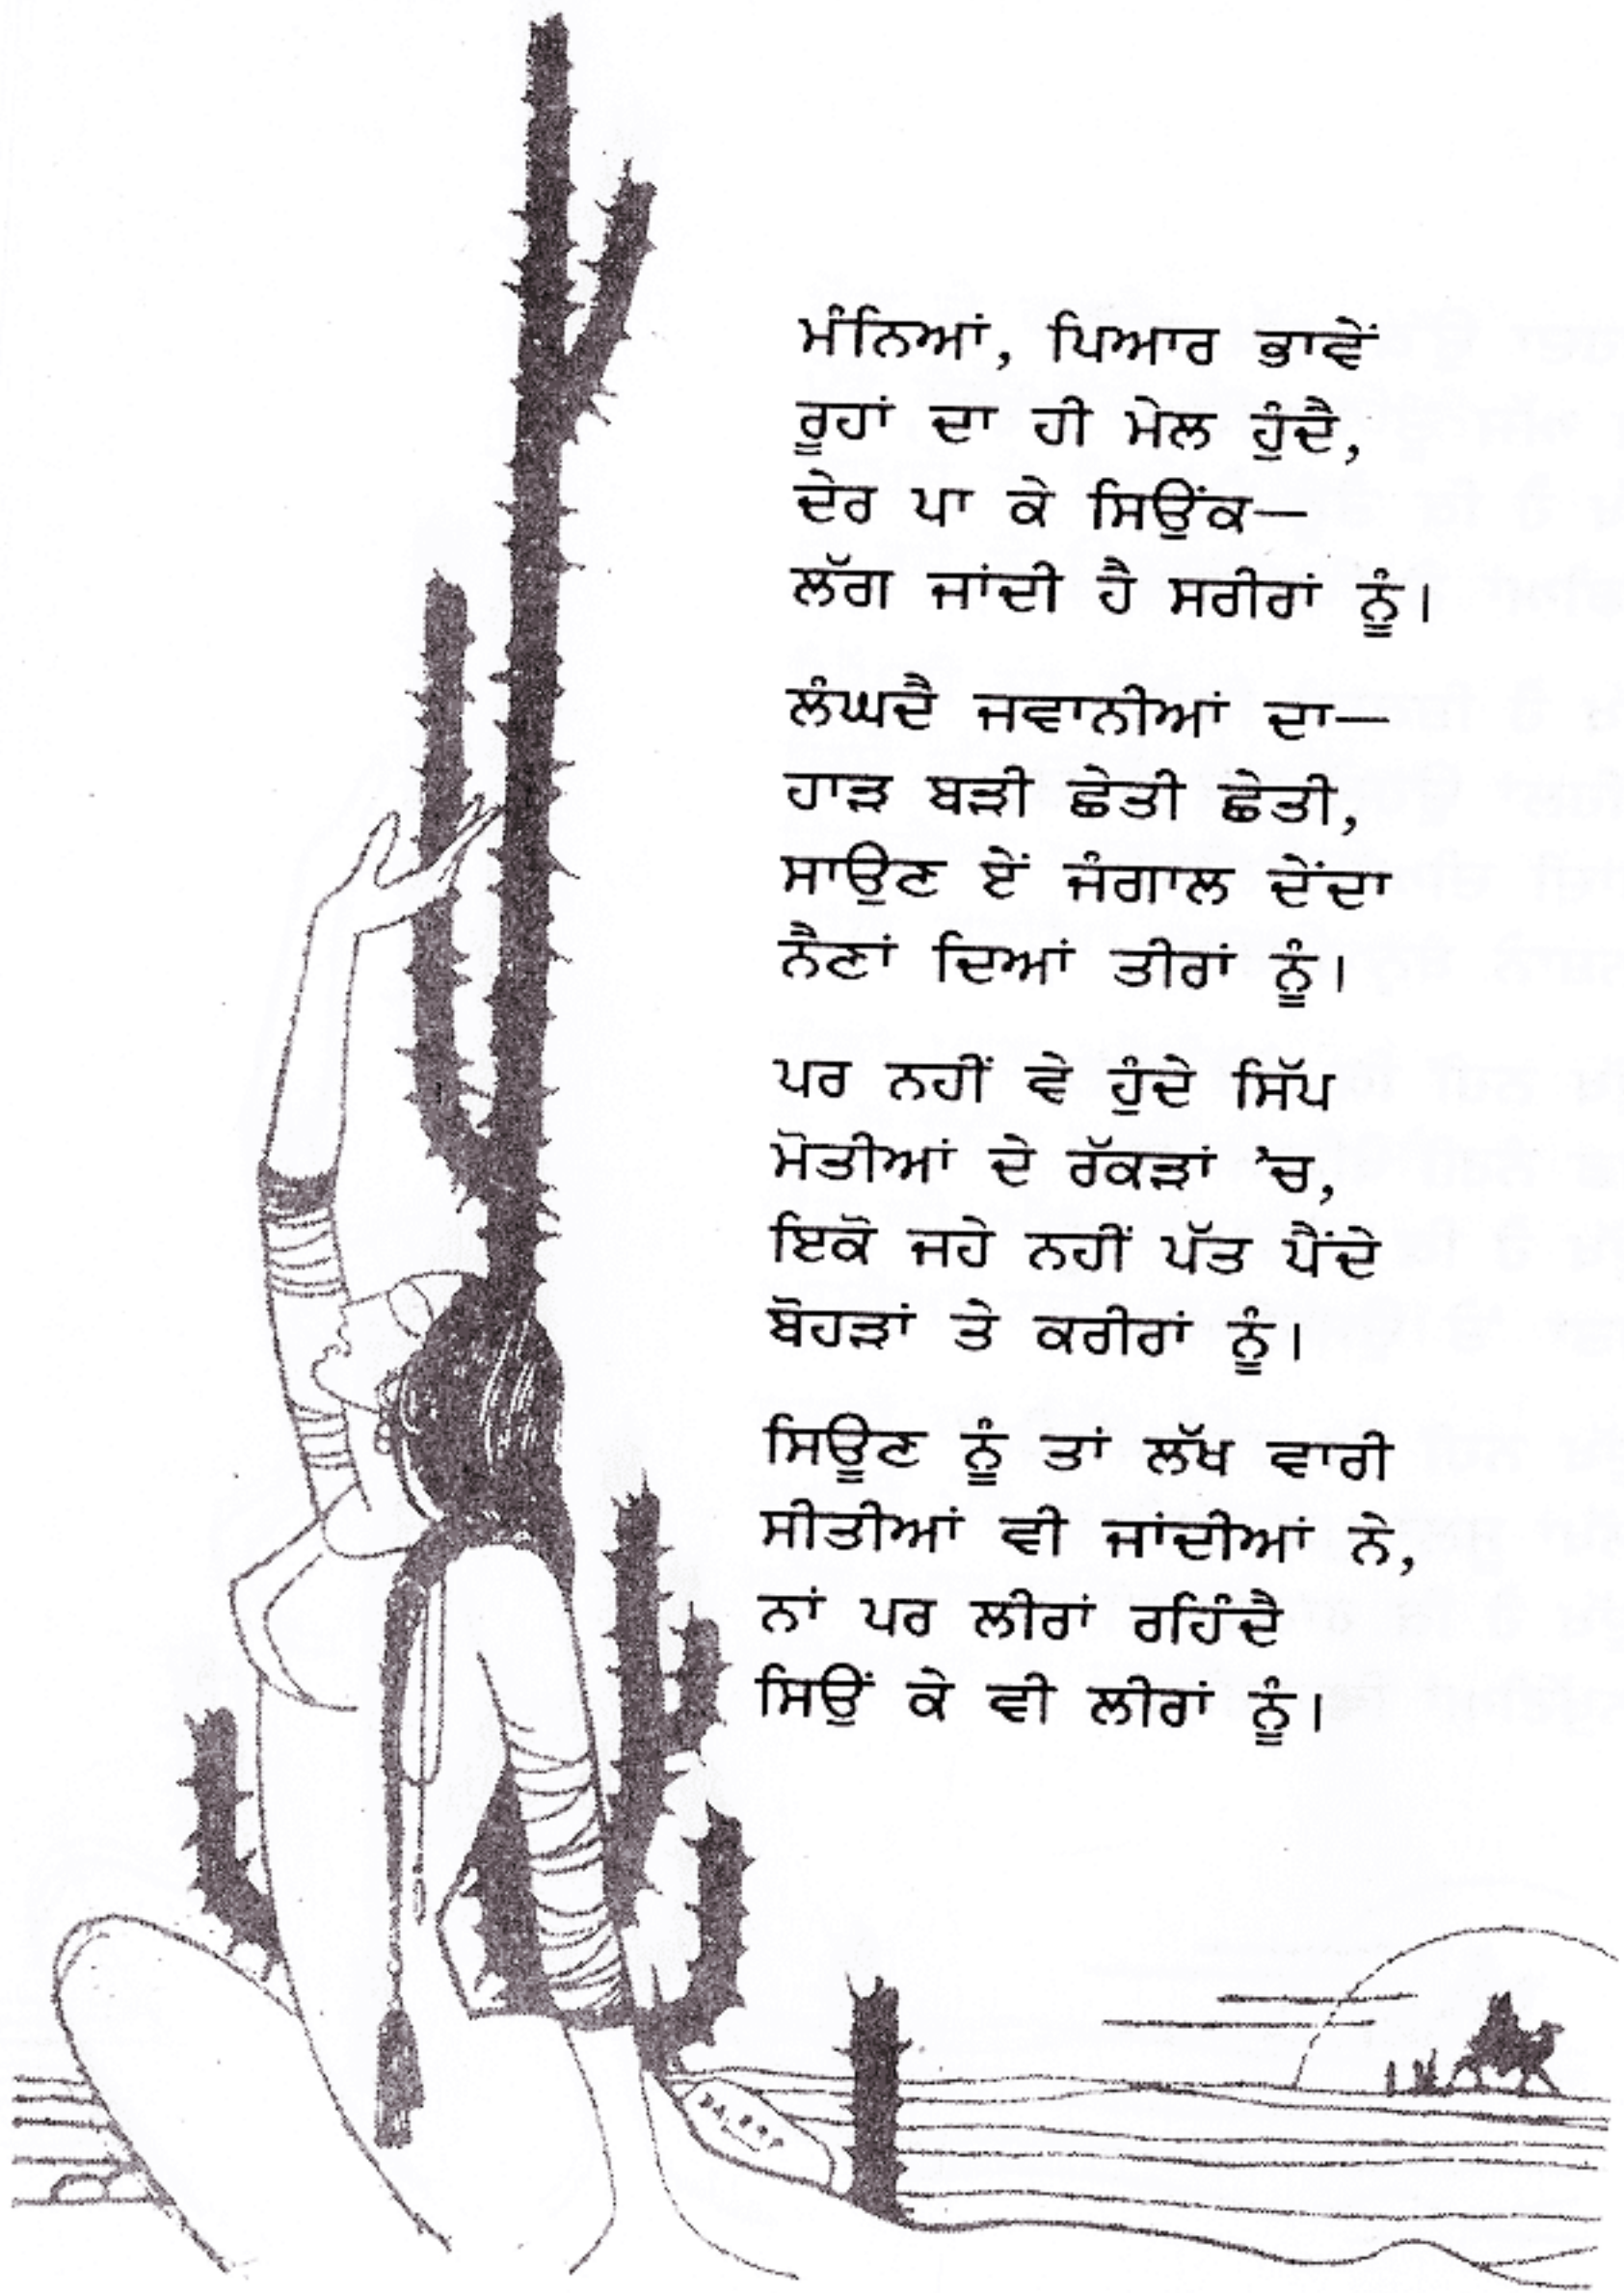 ਮੰਨਿਆਂ, ਪਿਆਰ ਭਾਵੇਂ
ਰੂਹਾਂ ਦਾ ਹੀ ਮੇਲ ਹੁੰਦੈ,
ਦੇਰ ਪਾ ਕੇ ਸਿਉਂਕ—
ਲੱਗ ਜਾਂਦੀ ਹੈ ਸਰੀਰਾਂ ਨੂੰ।
ਲੰਘਦੈ ਜਵਾਨੀਆਂ ਦਾ—
ਹਾੜ ਬੜੀ ਛੇਤੀ ਛੇਤੀ,
ਸਾਉਣ ਏਂ ਜੰਗਾਲ ਦੇਂਦਾ
ਨੈਣਾਂ ਦਿਆਂ ਤੀਰਾਂ ਨੂੰ।
ਪਰ ਨਹੀਂ ਵੇ ਹੁੰਦੇ ਸਿੱਪ
ਮੋਤੀਆਂ ਦੇ ਰੱਕੜਾਂ ’ਚ,
ਇਕੋ ਜਹੇ ਨਹੀਂ ਪੱਤ ਪੈਂਦੇ
ਬੋਹੜਾਂ ਤੇ ਕਰੀਰਾਂ ਨੂੰ।
ਸਿਊਣ ਨੂੰ ਤਾਂ ਲੱਖ ਵਾਰੀ
ਸੀਤੀਆਂ ਵੀ ਜਾਂਦੀਆਂ ਨੇ,
ਨਾਂ ਪਰ ਲੀਰਾਂ ਰਹਿੰਦੈ
ਸਿਉਂ ਕੇ ਵੀ ਲੀਰਾਂ ਨੂੰ।